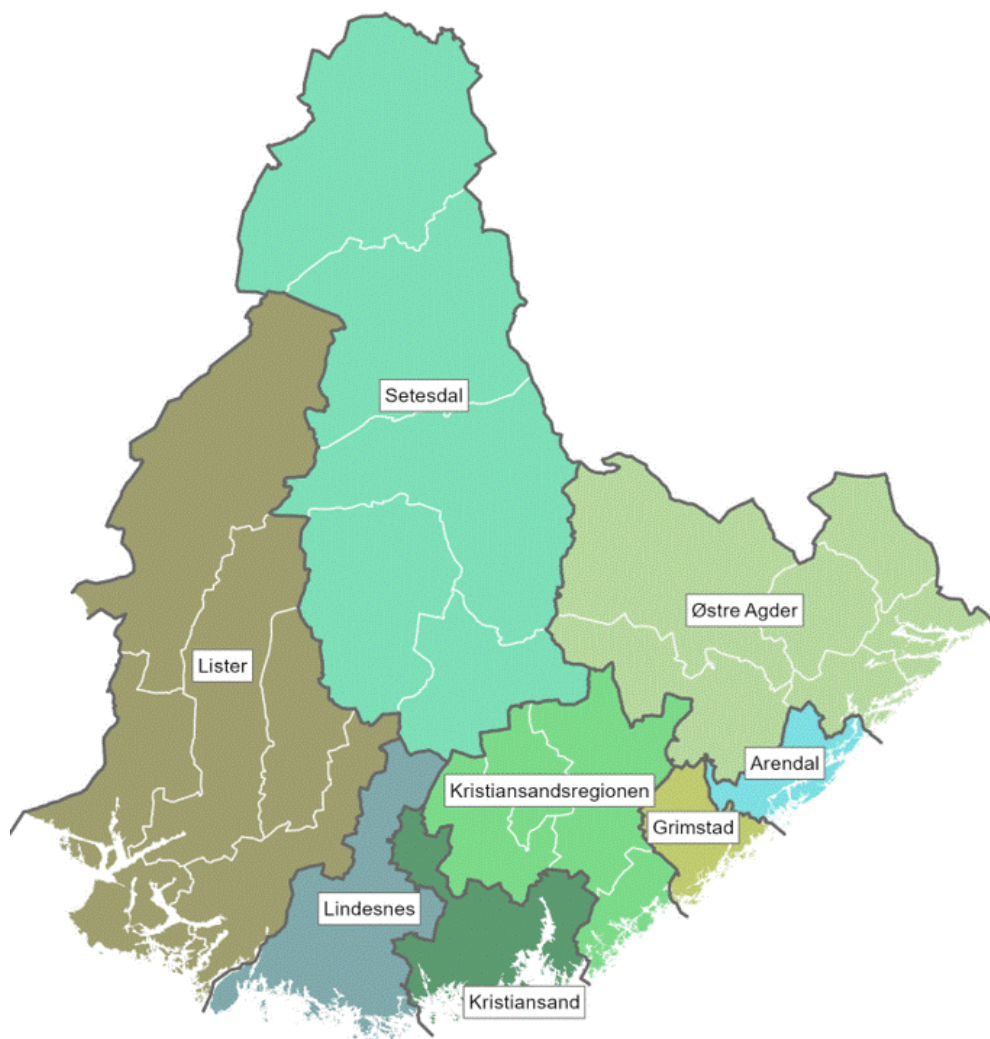 Setesdal
Østre Agder
Lister
Arendal
Kristiansandsregionen
Grimstad
Lindesnes
Kristiansand